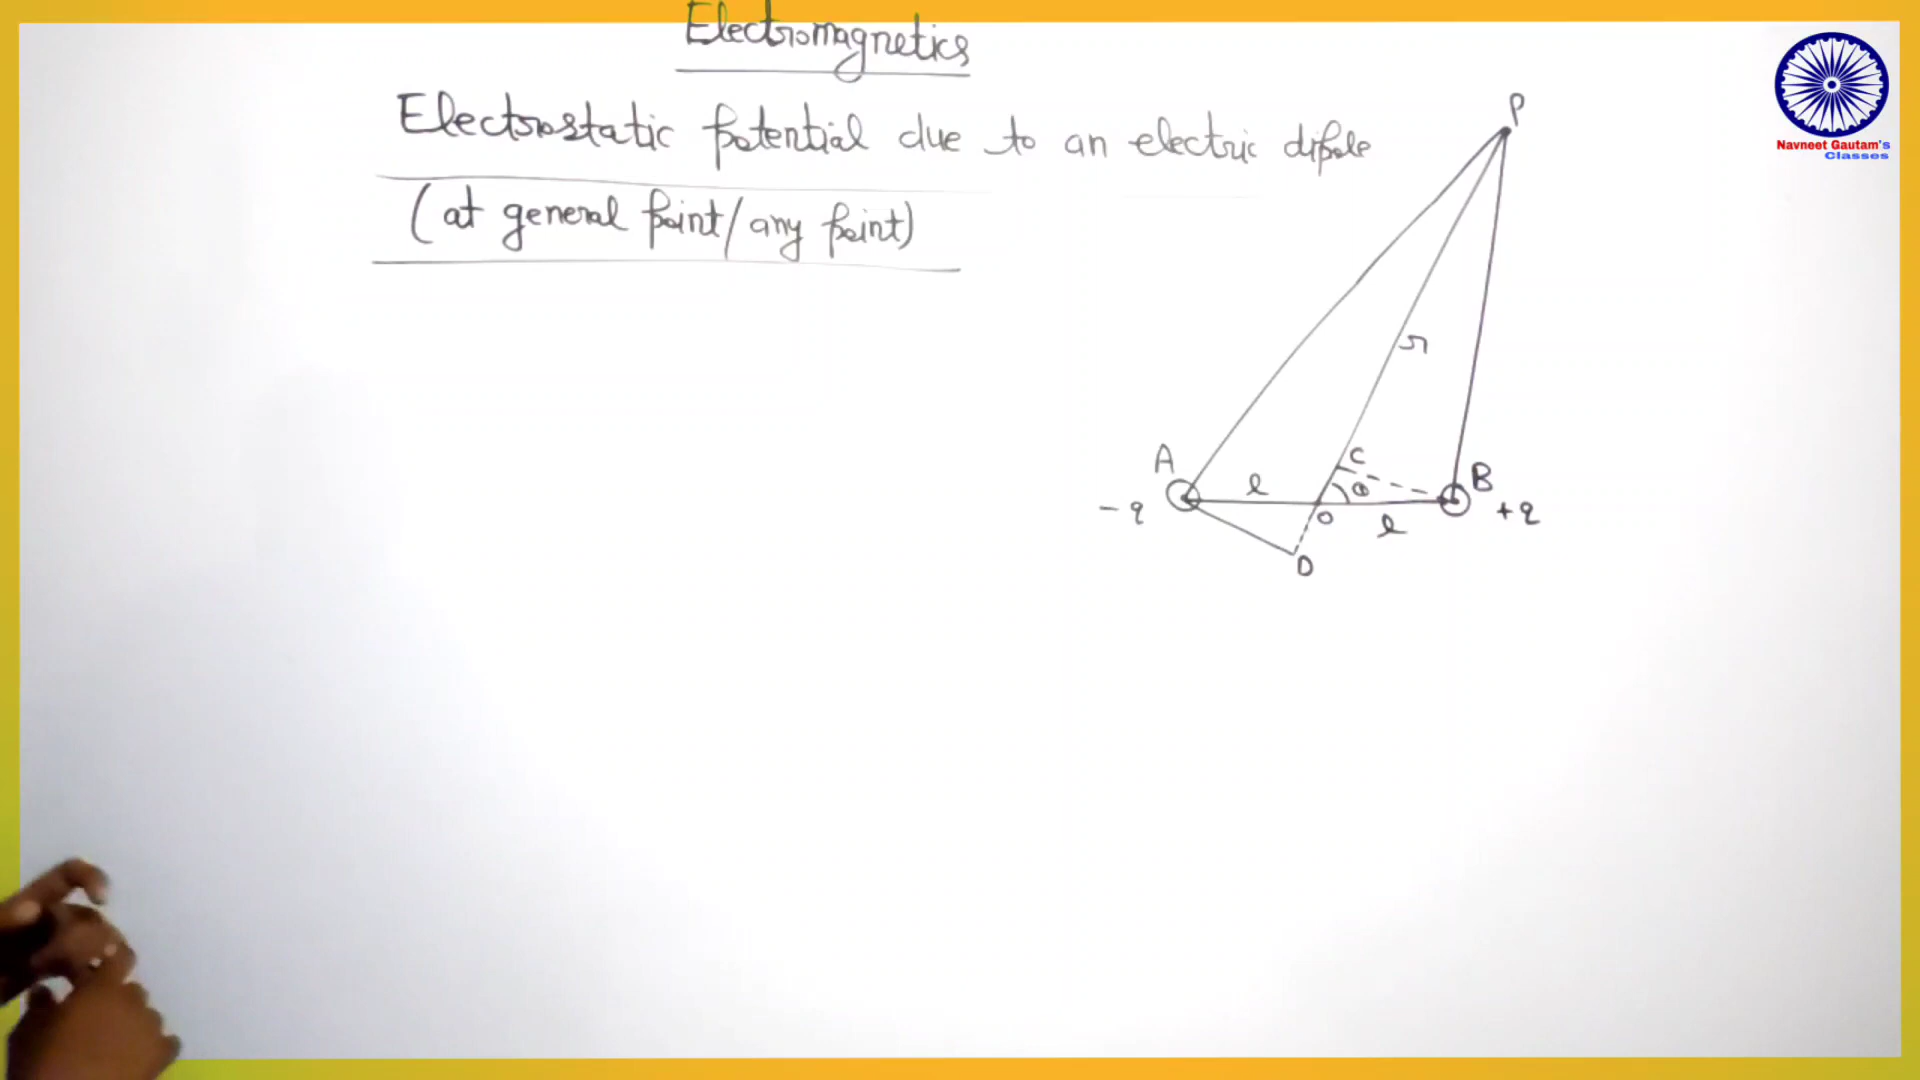 Electromagnetics
Electrostatic potential due to an electric dipole
(at general point/any point)
P
r
A
C
B
l
θ
-q
O
l
+q
D
Navneet Gautam's
Classes